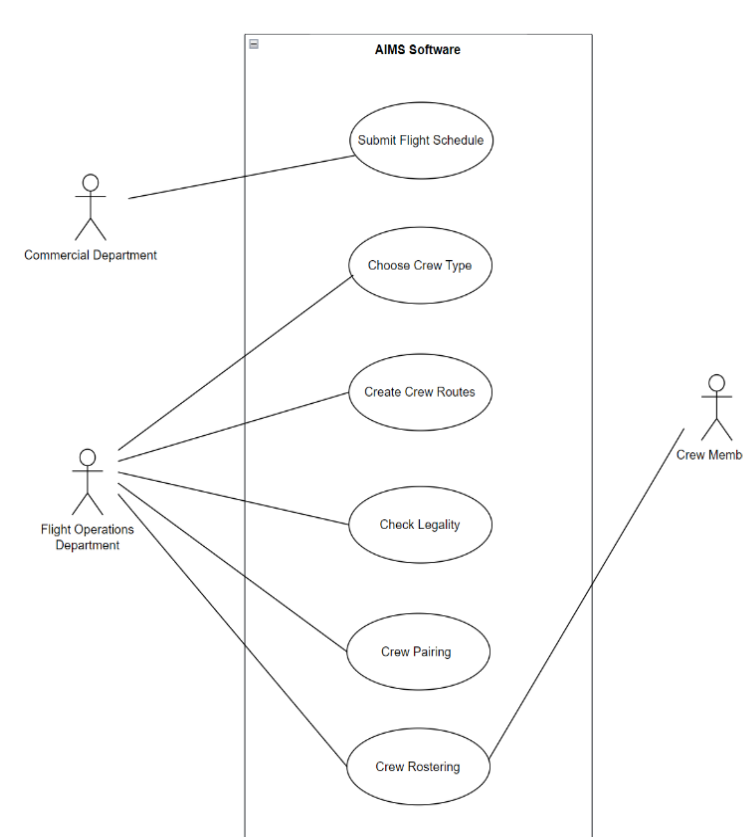 AIMS Software
Submit Flight Schedule
Commercial Department
Choose Crew Type
Create Crew Routes
Crew Memb
Check Legality
Flight Operations
Department
Crew Pairing
Crew Rostering